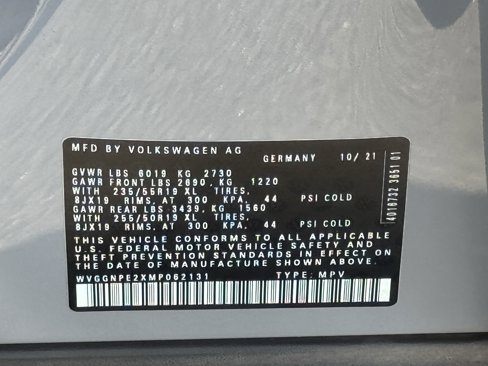 MFD BY VOLKSWAGEN AG
GERMANY 10/21
GVWR LBS 6019 KG 2730
GAWR FRONT LBS 2690, KG 1220
WITH 235/55R19 XL TIRES,
8JX19 RIMS, AT 300 KPA. 44 PSI COLD
GAWR REAR LBS 3439, KG 1560
WITH 255/50R19 XL TIRES,
8JX19 RIMS, AT 300 KPA. 44 PSI COLD
THIS VEHICLE CONFORMS TO ALL APPLICABLE
U.S. FEDERAL MOTOR VEHICLE SAFETY AND
THEFT PREVENTION STANDARDS IN EFFECT ON
THE DATE OF MANUFACTURE SHOWN ABOVE.
WVGGNPE2XMP062131 TYPE: MPV
4010732 3651 01